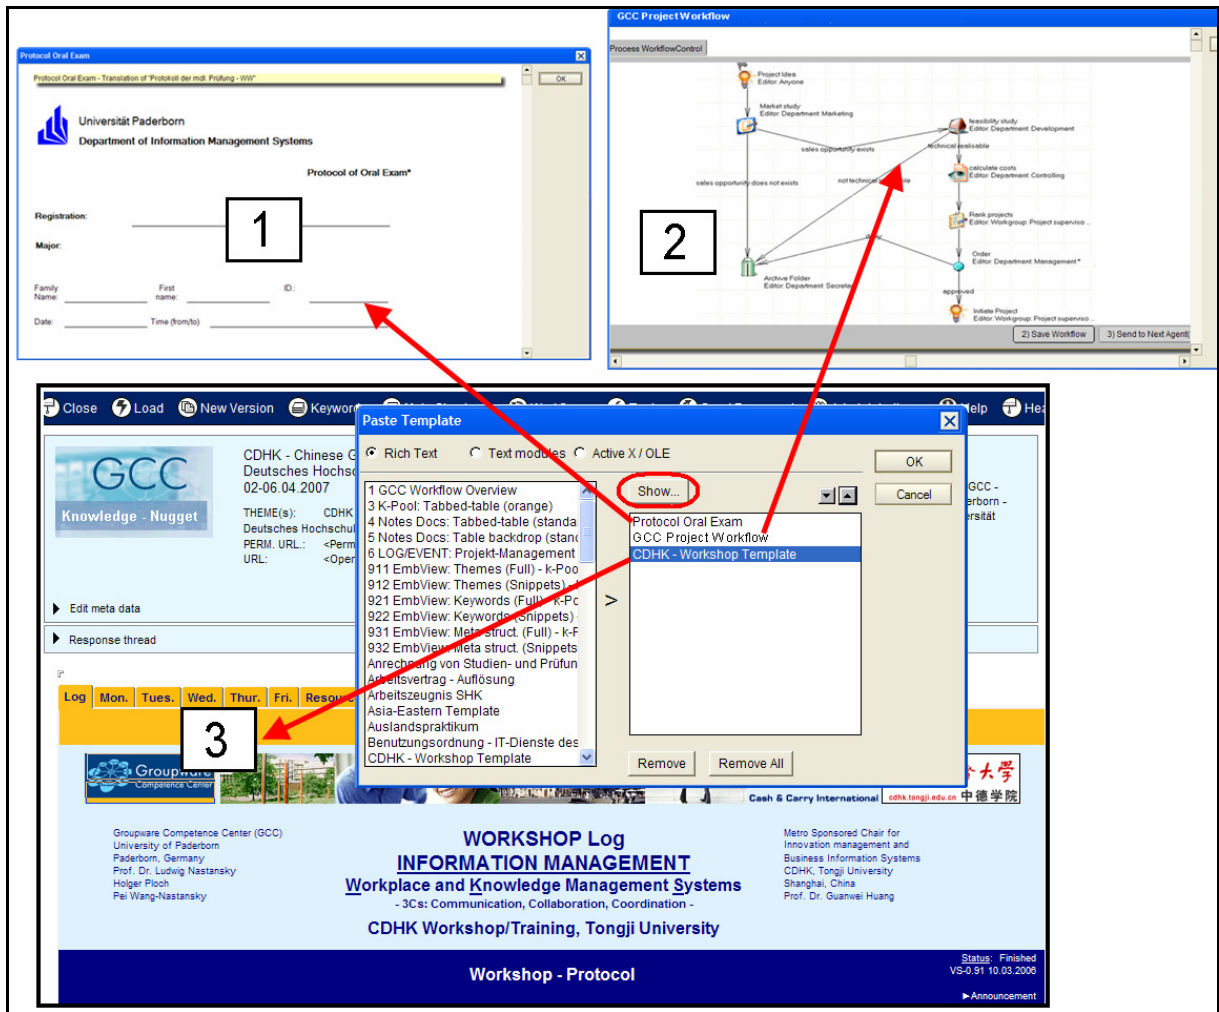 Protocol Oral Exam
Protocol Oral Exam - Translation of "Protokoll der mdl. Prüfung - WW"
OK
Universität Paderborn
Department of Information Management Systems
Protocol of Oral Exam*
Registration:
1
Major:
Family Name:
First name:
ID.:
Date:
Time (from/to)
GCC Project Workflow
Process WorkflowControl
Project Idea
Editor: Anyone
Market study
Editor: Department Marketing
feasibility study
Editor: Department Development
sales opportunity exists
technical realisable
calculate costs
Editor: Department Controlling
sales opportunity does not exists
not technical
2
Rank projects
Editor: Workgroup: Project superviso ...
Order
Editor: Department Management*
Archive Folder
Editor: Department Secretar
approved
Initiate Project
Editor: Workgroup: Project superviso ...
2) Save Workflow
3) Send to Next Agent(
Close
Load
New Version
Keyword
Help
Hea
Paste Template
Rich Text
Text modules
Active X / OLE
OK
Cancel
Show...
GCC
Knowledge - Nugget
CDHK - Chinese G
Deutsches Hochsc
02-06.04.2007
THEME(s): CDHK
Deutsches Hochschul
PERM. URL.: <Perm
URL: <Oper
GCC -
erborn -
ersität
Edit meta data
Response thread
1 GCC Workflow Overview
3 K-Pool: Tabbed-table (orange)
4 Notes Docs: Tabbed-table (standa
5 Notes Docs: Table backdrop (stand
6 LOG/EVENT: Projekt-Management
911 EmbView: Themes (Full) - k-Poo
912 EmbView: Themes (Snippets) -
921 EmbView: Keywords (Full) - k-Pc
922 EmbView: Keywords (Snippets) -
931 EmbView: Meta struct. (Full) - k-F
932 EmbView: Meta struct. (Snippets
Anrechnung von Studien- und Prüfun
Arbeitsvertrag - Auflösung
Arbeitszeugnis SHK
Asia-Eastern Template
Auslandspraktikum
Benutzungsordnung - IT-Dienste des
CDHK - Workshop Template
>
Protocol Oral Exam
GCC Project Workflow
CDHK - Workshop Template
Remove
Remove All
Log
Mon.
Tues.
Wed.
Thur.
Fri.
Resourc
3
Groupware
Competence Center
Cash & Carry International
cdhk.tongji.edu.cn
中德学院
Groupware Competence Center (GCC)
University of Paderborn
Paderborn, Germany
Prof. Dr. Ludwig Nastansky
Holger Ploch
Pei Wang-Nastansky
WORKSHOP Log
INFORMATION MANAGEMENT
Workplace and Knowledge Management Systems
- 3Cs: Communication, Collaboration, Coordination -
CDHK Workshop/Training, Tongji University
Metro Sponsored Chair for
Innovation management and
Business Information Systems
CDHK, Tongji University
Shanghai, China
Prof. Dr. Guanwei Huang
Workshop - Protocol
Status: Finished
VS-0.91 10.03.2006
►Announcement